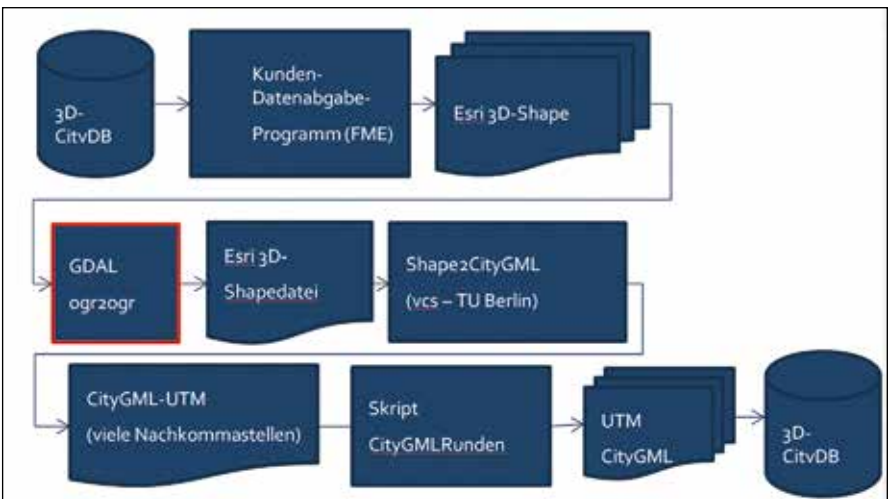 3D-
CitvDB
Kunden-
Datenabgabe-
Programm (FME)
Esri 3D-Shape
GDAL
ogr2ogr
Esri 3D-
Shapedatei
Shape2CityGML
(vcs – TU Berlin)
CityGML-UTM
(viele Nachkommastellen)
Skript
CityGMLRunden
UTM
CityGML
3D-
CitvDB